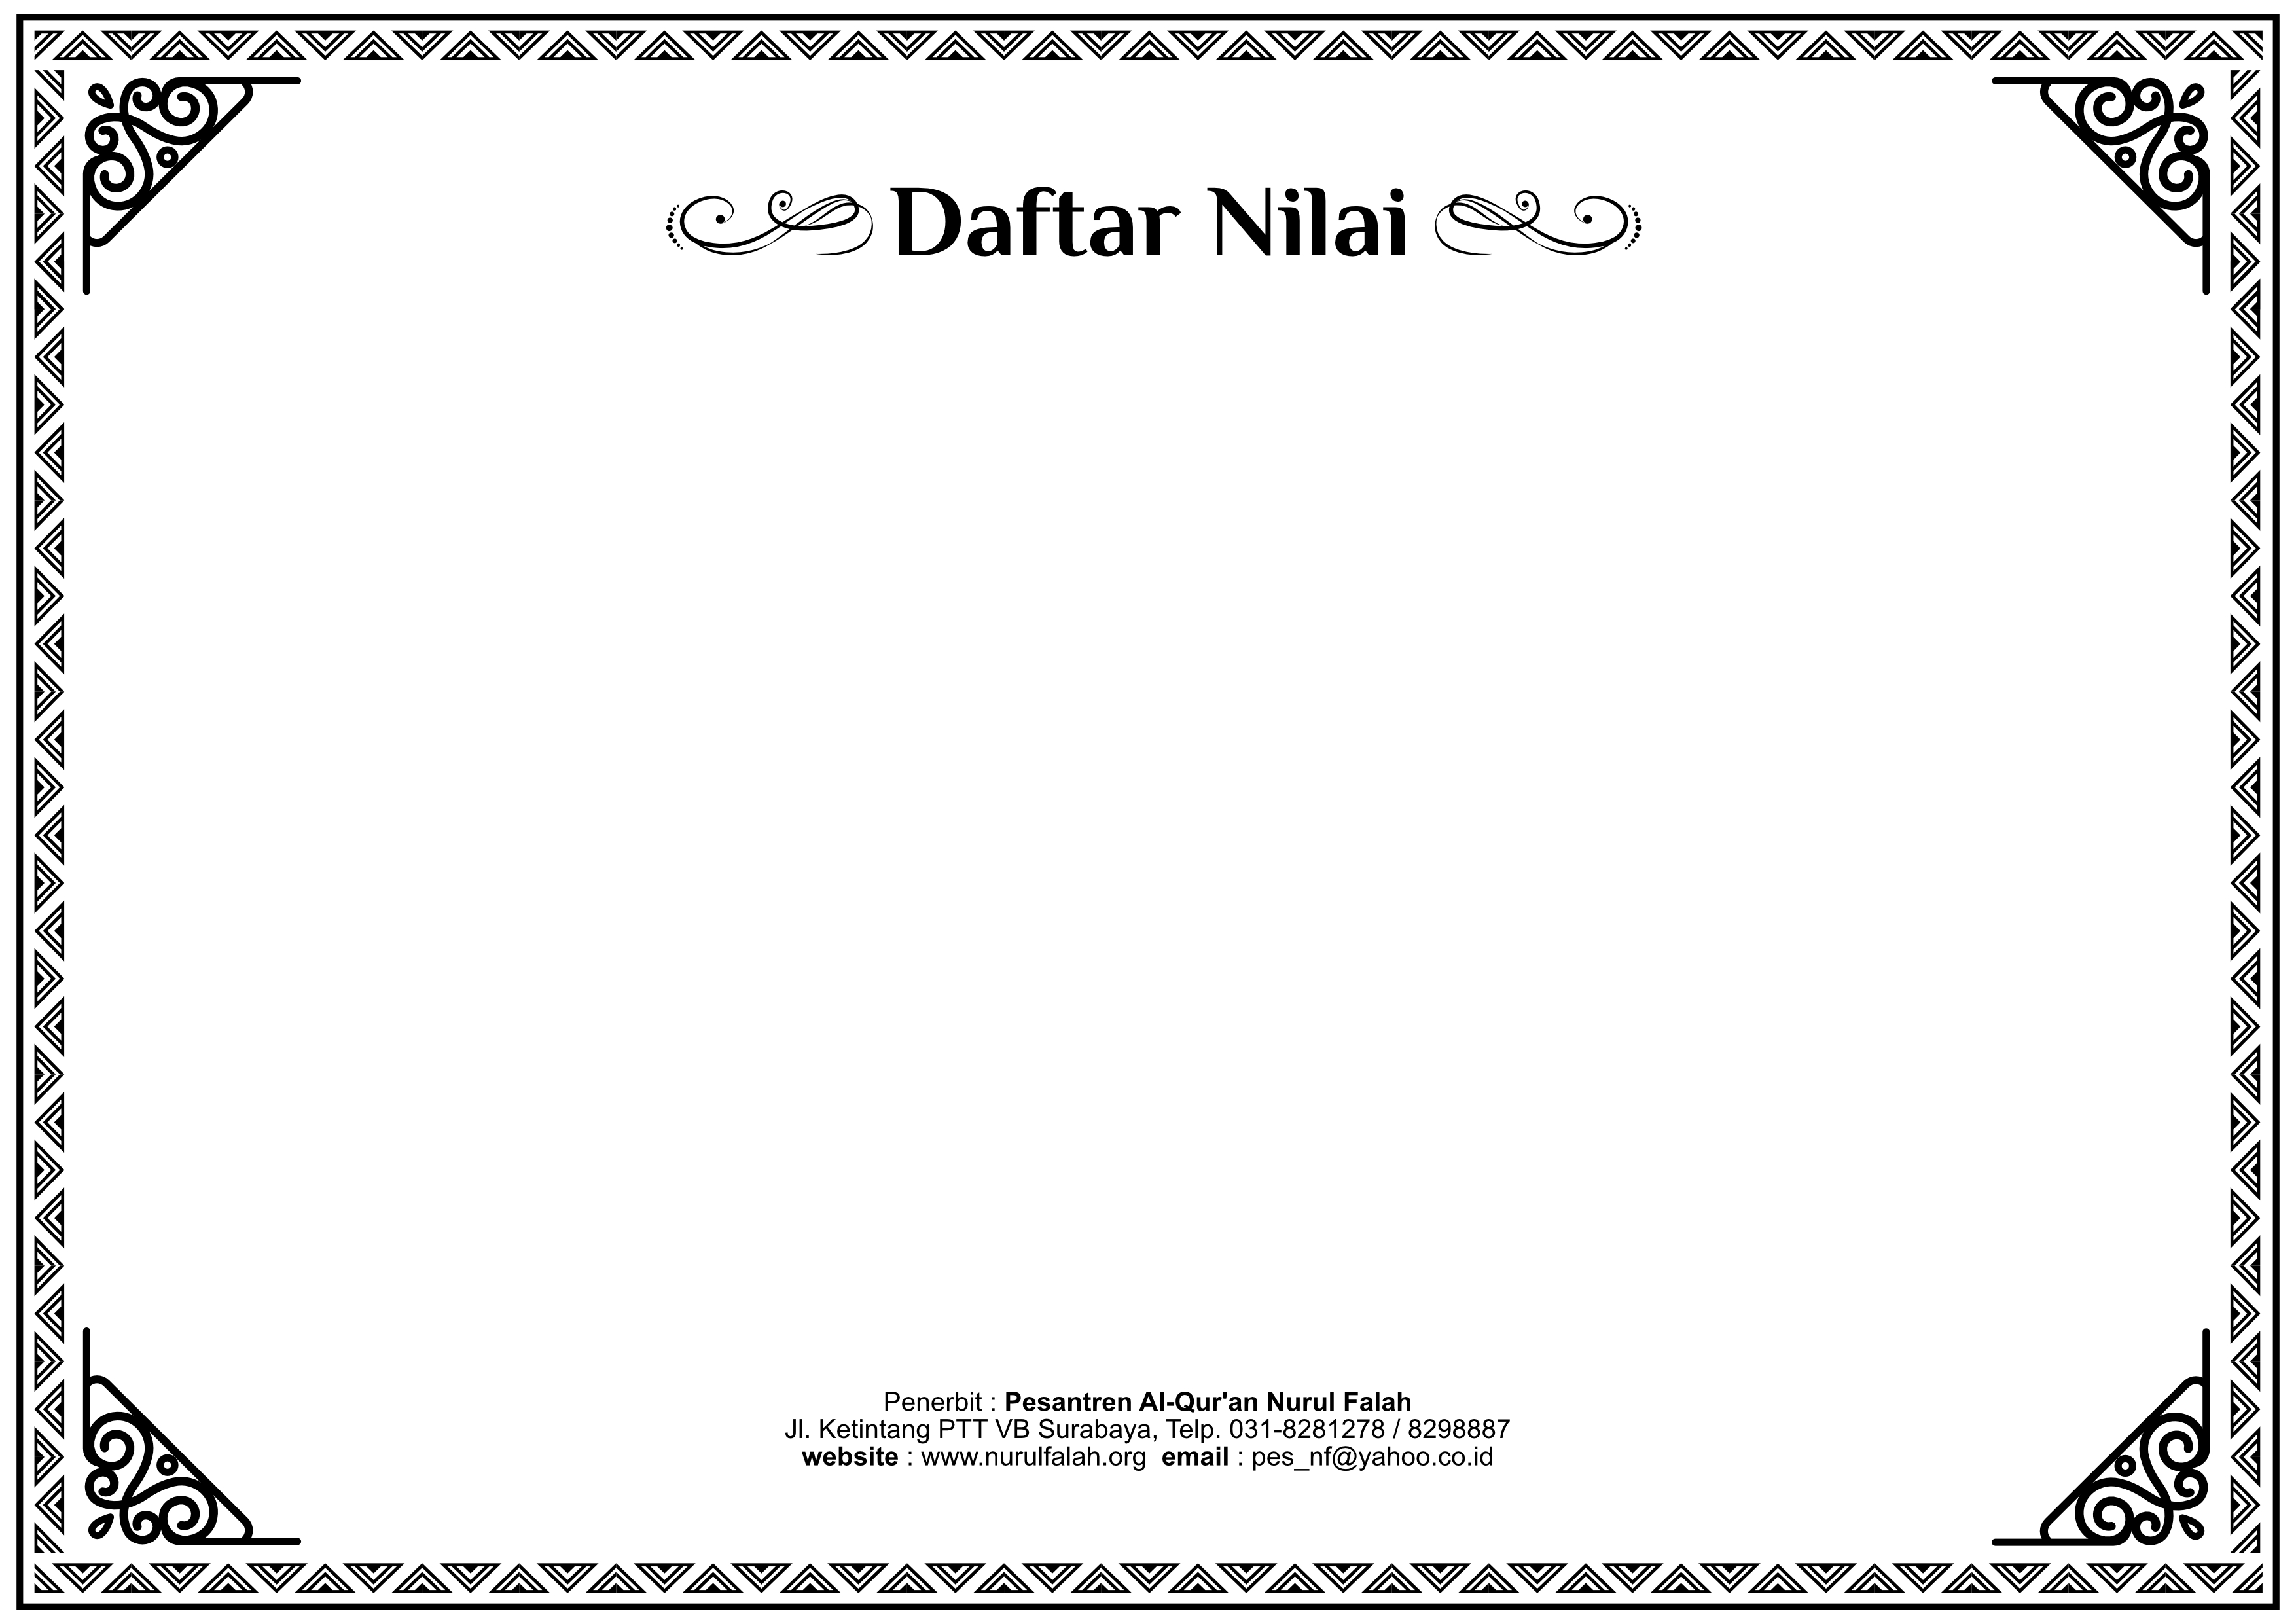 Daftar Nilai
Penerbit : Pesantren Al-Qur'an Nurul Falah
Jl. Ketintang PTT VB Surabaya, Telp. 031-8281278 / 8298887
website : www.nurulfalah.org  email : pes_nf@yahoo.co.id